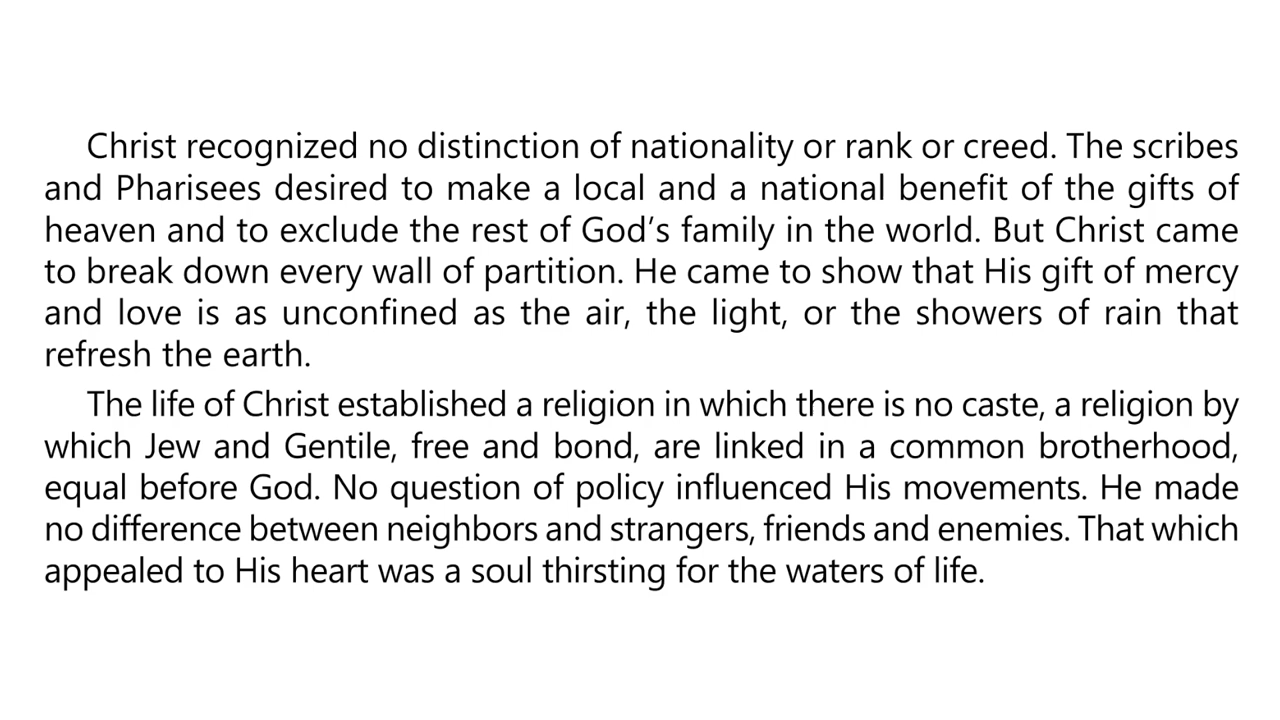 Christ recognized no distinction of nationality or rank or creed. The scribes
and Pharisees desired to make a local and a national benefit of the gifts of
heaven and to exclude the rest of God’s family in the world. But Christ came
to break down every wall of partition. He came to show that His gift of mercy
and love is as unconfined as the air, the light, or the showers of rain that
refresh the earth.
The life of Christ established a religion in which there is no caste, a religion by
which Jew and Gentile, free and bond, are linked in a common brotherhood,
equal before God. No question of policy influenced His movements. He made
no difference between neighbors and strangers, friends and enemies. That which
appealed to His heart was a soul thirsting for the waters of life.